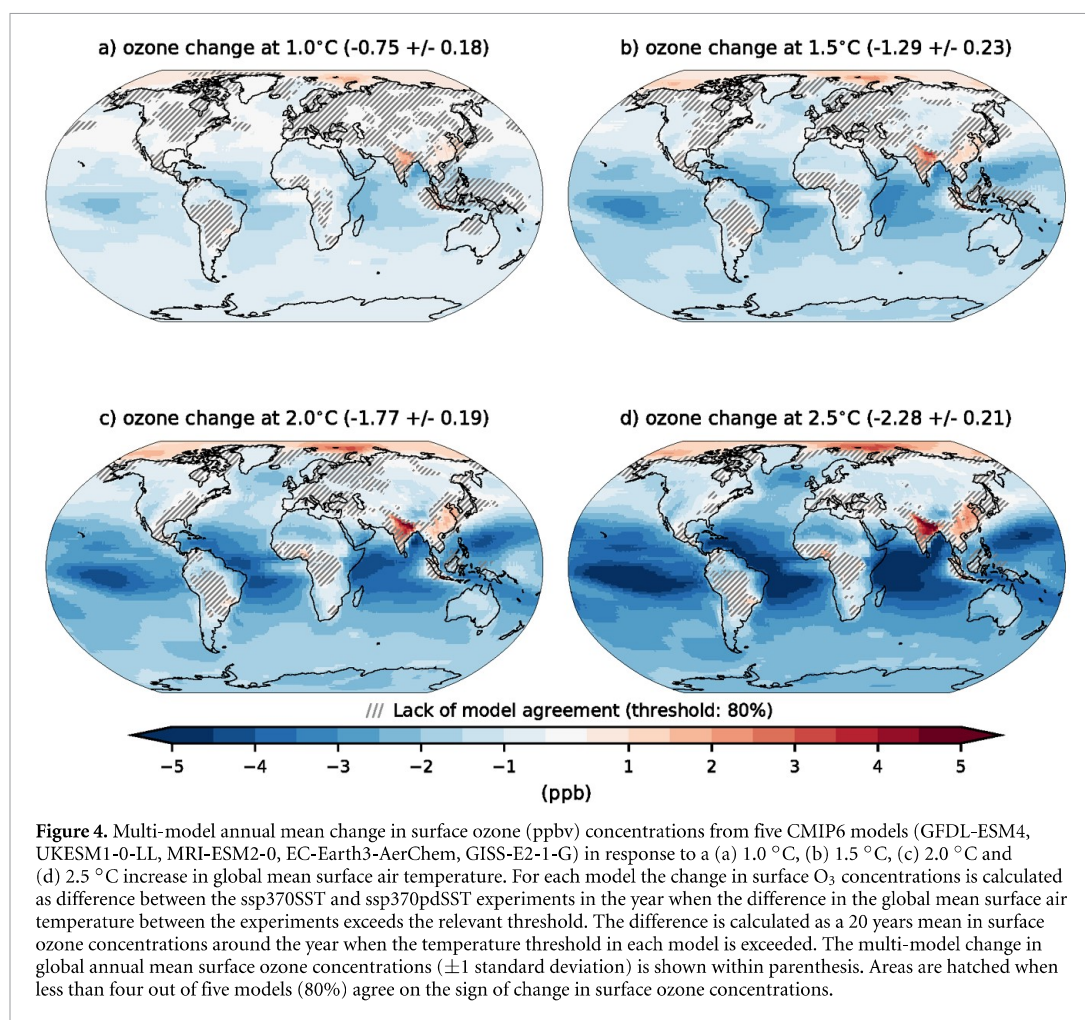 a) ozone change at 1.0°C (-0.75 +/- 0.18)
b) ozone change at 1.5°C (-1.29 +/- 0.23)
c) ozone change at 2.0°C (-1.77 +/- 0.19)
d) ozone change at 2.5°C (-2.28 +/- 0.21)
/// Lack of model agreement (threshold: 80%)
−5 −4 −3 −2 −1 1 2 3 4 5
(ppb)
Figure 4. Multi-model annual mean change in surface ozone (ppbv) concentrations from five CMIP6 models (GFDL-ESM4,
UKESM1-0-LL, MRI-ESM2-0, EC-Earth3-AerChem, GISS-E2-1-G) in response to a (a) 1.0 °C, (b) 1.5 °C, (c) 2.0 °C and
(d) 2.5 °C increase in global mean surface air temperature. For each model the change in surface O₃ concentrations is calculated
as difference between the ssp370SST and ssp370pdSST experiments in the year when the difference in the global mean surface air
temperature between the experiments exceeds the relevant threshold. The difference is calculated as a 20 years mean in surface
ozone concentrations around the year when the temperature threshold in each model is exceeded. The multi-model change in
global annual mean surface ozone concentrations (±1 standard deviation) is shown within parenthesis. Areas are hatched when
less than four out of five models (80%) agree on the sign of change in surface ozone concentrations.